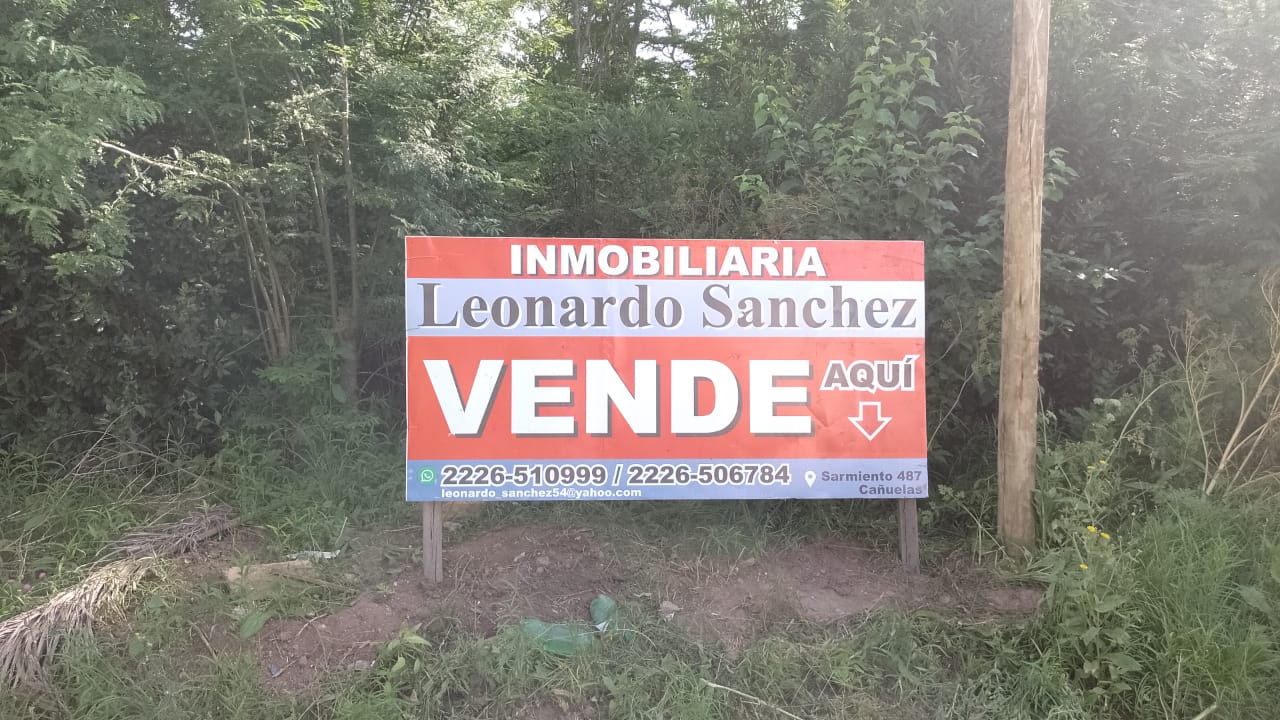 INMOBILIARIA
Leonardo Sanchez
VENDE AQUÍ
2226-510999 / 2226-506784
leonardo_sanchez54@yahoo.com
Sarmiento 487
Cañuelas